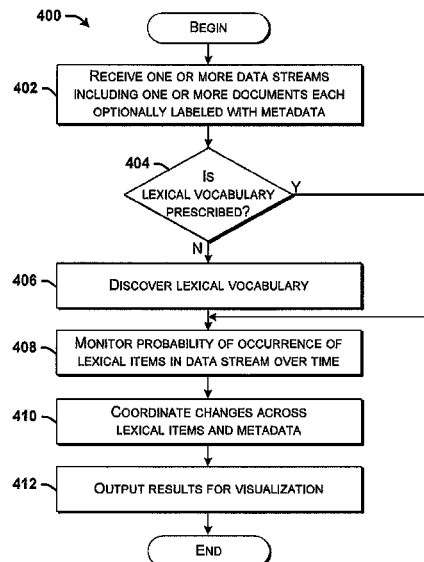 400
BEGIN
402
RECEIVE ONE OR MORE DATA STREAMS
INCLUDING ONE OR MORE DOCUMENTS EACH
OPTIONALLY LABELED WITH METADATA
404
IS
LEXICAL VOCABULARY
PRESCRIBED?
Y
N
406
DISCOVER LEXICAL VOCABULARY
408
MONITOR PROBABILITY OF OCCURRENCE OF
LEXICAL ITEMS IN DATA STREAM OVER TIME
410
COORDINATE CHANGES ACROSS
LEXICAL ITEMS AND METADATA
412
OUTPUT RESULTS FOR VISUALIZATION
END